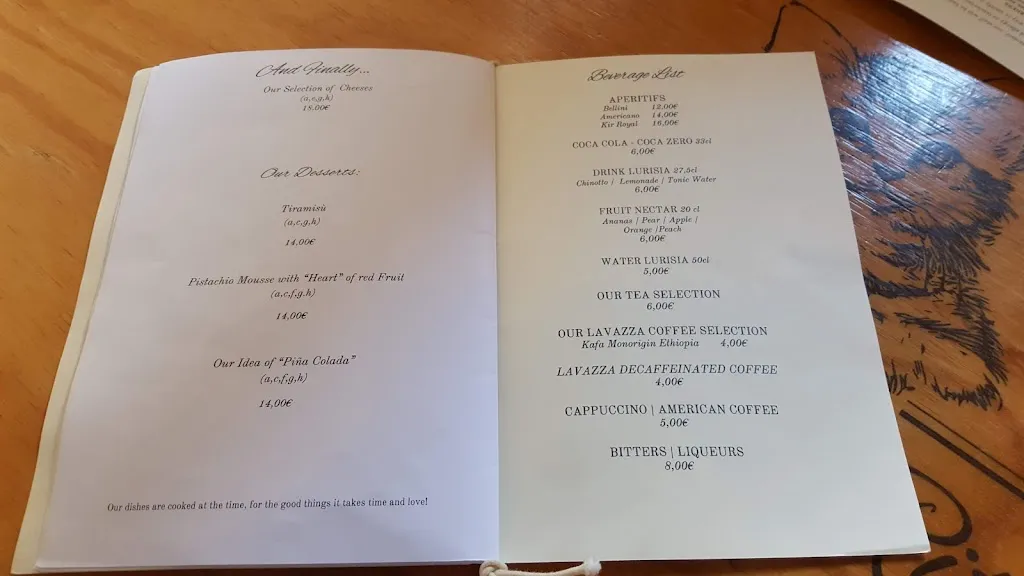 And Finally...
Our Selection of Cheeses
(a,c,g,h)
18,00€
Our Desserts:
Tiramisù
(a,c,g,h)
14,00€
Pistachio Mousse with “Heart” of red Fruit
(a,c,f,g,h)
14,00€
Our Idea of “Piña Colada”
(a,c,f,g,h)
14,00€
Our dishes are cooked at the time, for the good things it takes time and love!
Beverage List
APERITIFS
Bellini 12,00€
Americano 14,00€
Kir Royal 16,00€
COCA COLA - COCA ZERO 33cl
6,00€
DRINK LURISIA 27,5cl
Chinotto | Lemonade | Tonic Water
6,00€
FRUIT NECTAR 20 cl
Ananas | Pear | Apple |
Orange |Peach
6,00€
WATER LURISIA 50cl
5,00€
OUR TEA SELECTION
6,00€
OUR LAVAZZA COFFEE SELECTION
Kafa Monorigin Ethiopia 4,00€
LAVAZZA DECAFFEINATED COFFEE
4,00€
CAPPUCCINO | AMERICAN COFFEE
5,00€
BITTERS | LIQUEURS
8,00€